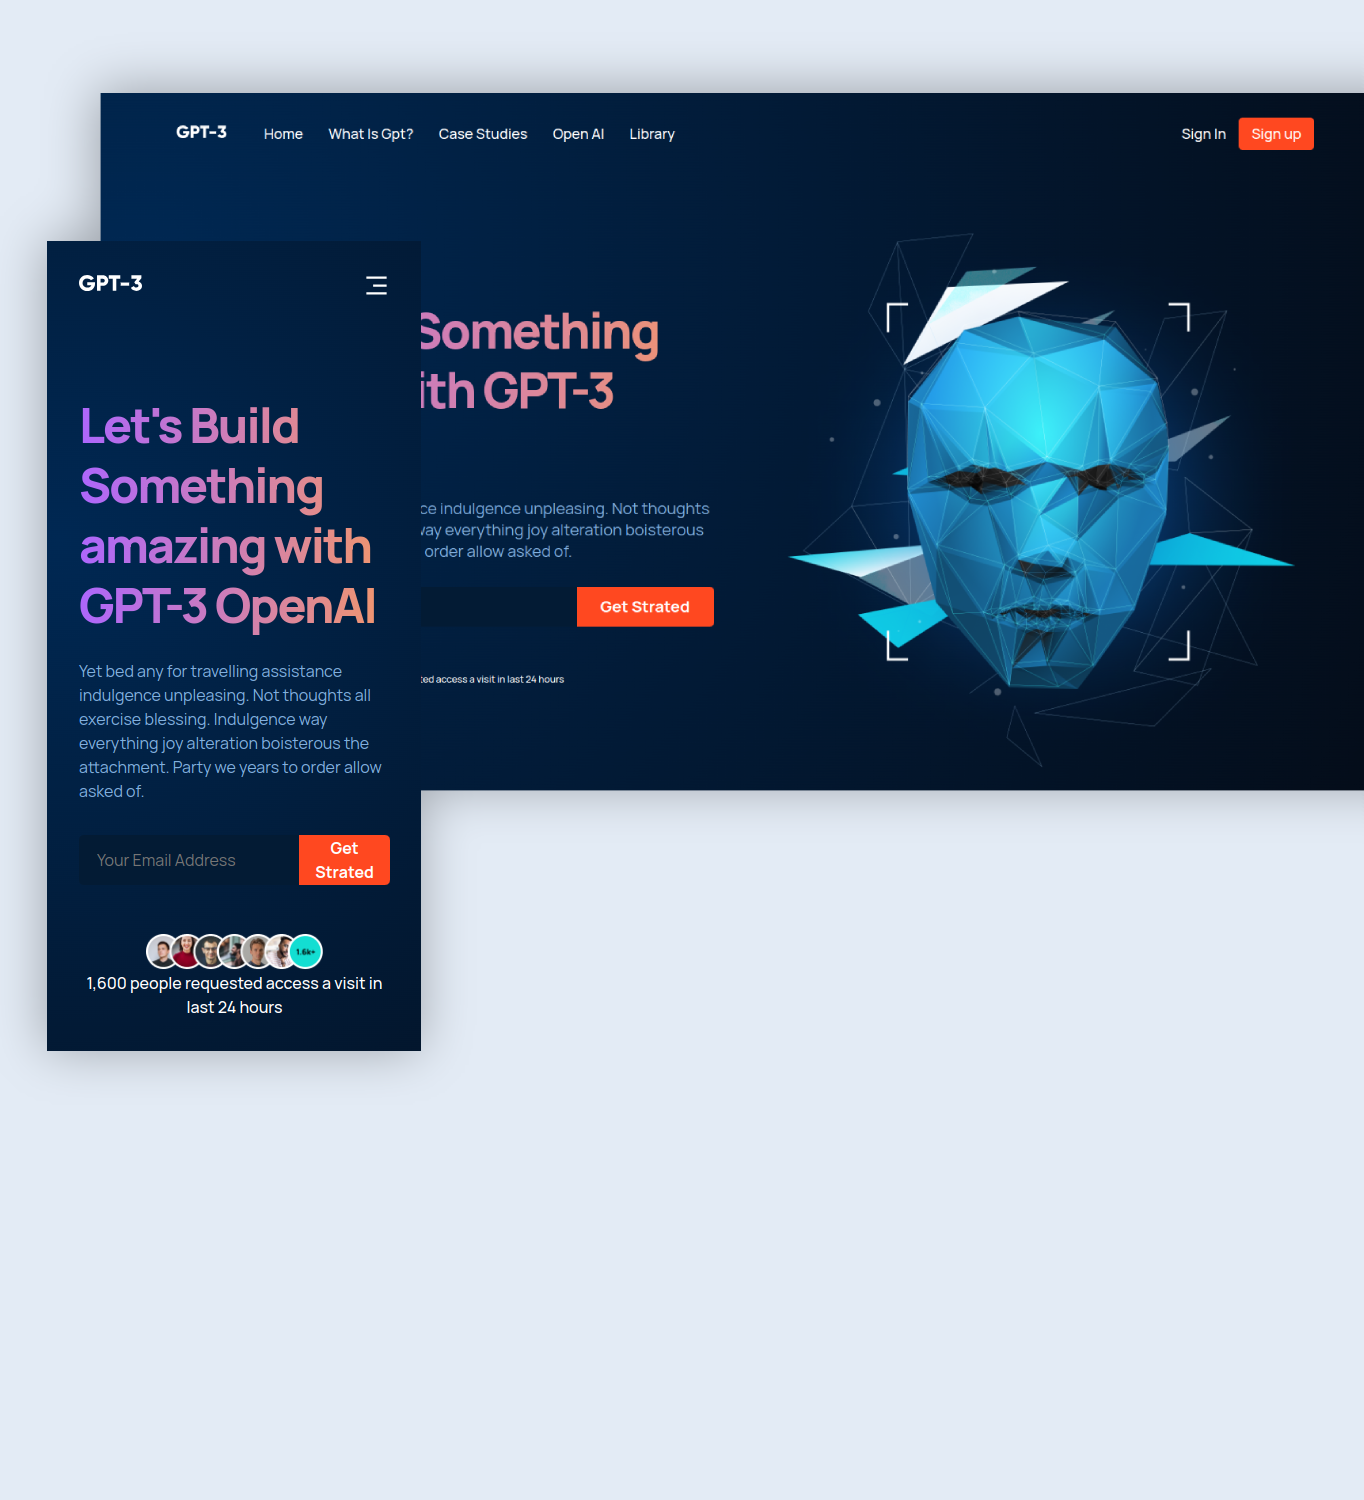 GPT-3 Home What Is Gpt? Case Studies Open AI Library Sign In Sign up
Something
ith GPT-3
ce indulgence unpleasing. Not thoughts
way everything joy alteration boisterous
order allow asked of.
Get Strated
ted access a visit in last 24 hours
GPT-3
Let's Build
Something
amazing with
GPT-3 OpenAI
Yet bed any for travelling assistance
indulgence unpleasing. Not thoughts all
exercise blessing. Indulgence way
everything joy alteration boisterous the
attachment. Party we years to order allow
asked of.
Your Email Address
Get
Strated
1.6k+
1,600 people requested access a visit in
last 24 hours